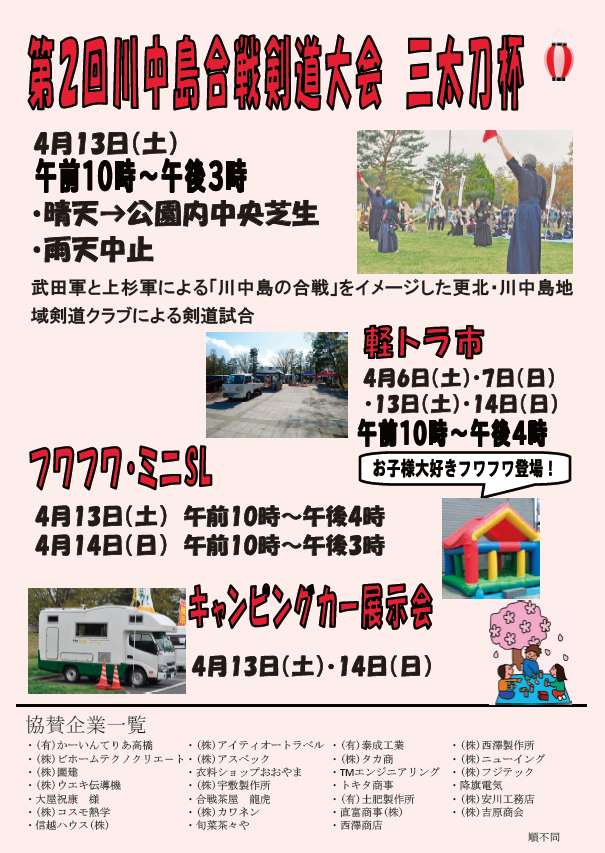 第2回川中島合戦剣道大会 三太刀杯
4月13日(土)
午前10時～午後3時
・晴天→公園内中央芝生
・雨天中止
武田軍と上杉軍による「川中島の合戦」をイメージした更北・川中島地
域剣道クラブによる剣道試合
軽トラ市
4月6日(土)・7日(日)
・13日(土)・14日(日)
午前10時～午後4時
フワフワ・ミニSL
お子様大好きフワフワ登場！
4月13日(土) 午前10時～午後4時
4月14日(日) 午前10時～午後3時
キャンピングカー展示会
4月13日(土)・14日(日)
協賛企業一覧
・(有)かーいんてりあ高橋
・(株)ビホームテクノクリエート
・(株)園建
・(株)ウエキ伝導機
・大屋祝康 様
・(株)コスモ熱学
・信越ハウス(株)
・(株)アイティオートラベル
・(株)アスペック
・衣料ショップおおやま
・(株)宇敷製作所
・合戦茶屋 龍虎
・(株)カワネン
・旬菜茶々や
・(有)泰成工業
・(株)タカ商
・TMエンジニアリング
・トキタ商事
・(有)土肥製作所
・直富商事(株)
・西澤商店
・(株)西澤製作所
・(株)ニューイング
・(株)フジテック
・降旗電気
・(株)安川工務店
・(株)吉原商会
順不同